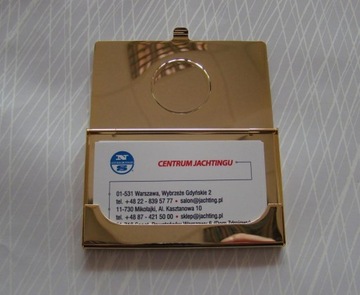 CENTRUM JACHTINGU
01-531 Warszawa, Wybrzeże Gdyńskie 2
tel. +48 22 - 839 57 77 • salon@jachting.pl
11-730 Mikołajki, Al. Kasztanowa 10
tel. +48 87 - 421 50 00 • sklep@jachting.pl